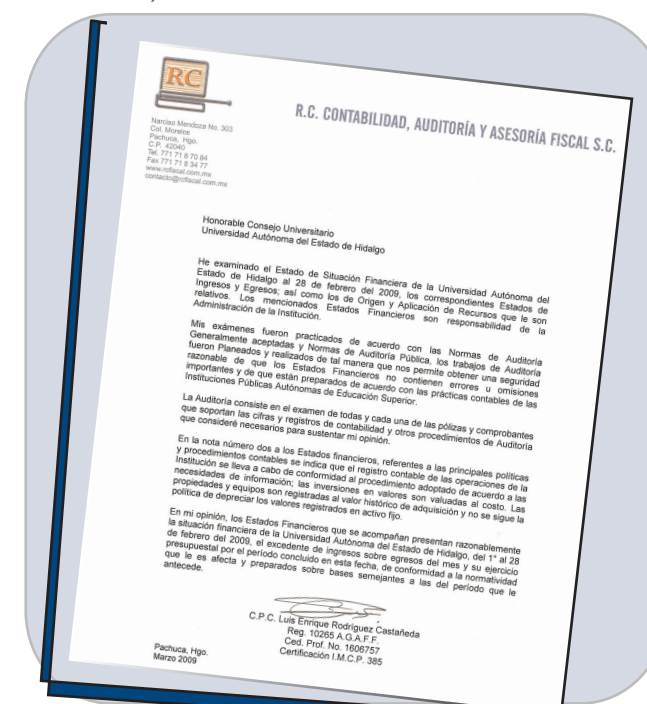 RC
R.C. CONTABILIDAD, AUDITORÍA Y ASESORÍA FISCAL S.C.
Narciso Mendoza No. 303
Col. Morelos
Pachuca, Hgo.
C.P. 42040
Tel. 771 71 8 70 84
Fax 771 71 8 34 77
www.rcfiscal.com.mx
contacto@rcfiscal.com.mx
Honorable Consejo Universitario
Universidad Autónoma del Estado de Hidalgo
He examinado el Estado de Situación Financiera de la Universidad Autónoma del
Estado de Hidalgo al 28 de febrero del 2009, los correspondientes Estados de
Ingresos y Egresos; así como los de Origen y Aplicación de Recursos que le son
relativos. Los mencionados Estados Financieros son responsabilidad de la
Administración de la Institución.
Mis exámenes fueron practicados de acuerdo con las Normas de Auditoría
Generalmente aceptadas y Normas de Auditoría Pública, los trabajos de Auditoría
fueron Planeados y realizados de tal manera que nos permite obtener una seguridad
razonable de que los Estados Financieros no contienen errores u omisiones
importantes y de que están preparados de acuerdo con las prácticas contables de las
Instituciones Públicas Autónomas de Educación Superior.
La Auditoría consiste en el examen de todas y cada una de las pólizas y comprobantes
que soportan las cifras y registros de contabilidad y otros procedimientos de Auditoría
que consideré necesarios para sustentar mi opinión.
En la nota número dos a los Estados financieros, referentes a las principales políticas
y procedimientos contables se indica que el registro contable de las operaciones de la
Institución se lleva a cabo de conformidad al procedimiento adoptado de acuerdo a las
necesidades de información; las inversiones en valores son valuadas al costo. Las
propiedades y equipos son registradas al valor histórico de adquisición y no se sigue la
política de depreciar los valores registrados en activo fijo.
En mi opinión, los Estados Financieros que se acompañan presentan razonablemente
la situación financiera de la Universidad Autónoma del Estado de Hidalgo, del 1° al 28
de febrero del 2009, el excedente de ingresos sobre egresos del mes y su ejercicio
presupuestal por el período concluido en esta fecha, de conformidad a la normatividad
que le es afecta y preparados sobre bases semejantes a las del período que le
antecede.
C.P.C. Luis Enrique Rodríguez Castañeda
Reg. 10265 A.G.A.F.F.
Ced. Prof. No. 1606757
Certificación I.M.C.P. 385
Pachuca, Hgo.
Marzo 2009